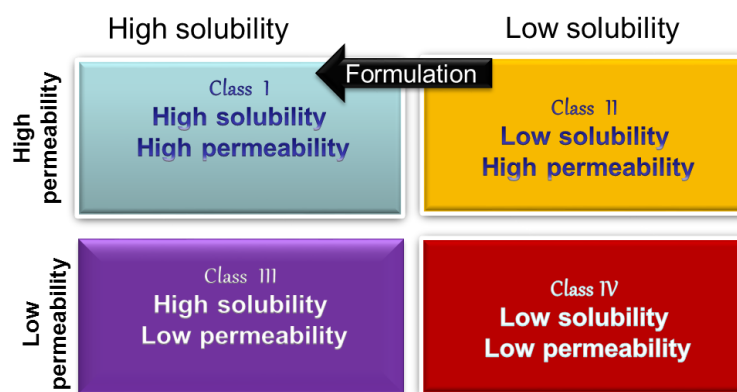 High solubility
Low solubility
High
permeability
Formulation
Class I
High solubility
High permeability
Class II
Low solubility
High permeability
Low
permeability
Class III
High solubility
Low permeability
Class IV
Low solubility
Low permeability